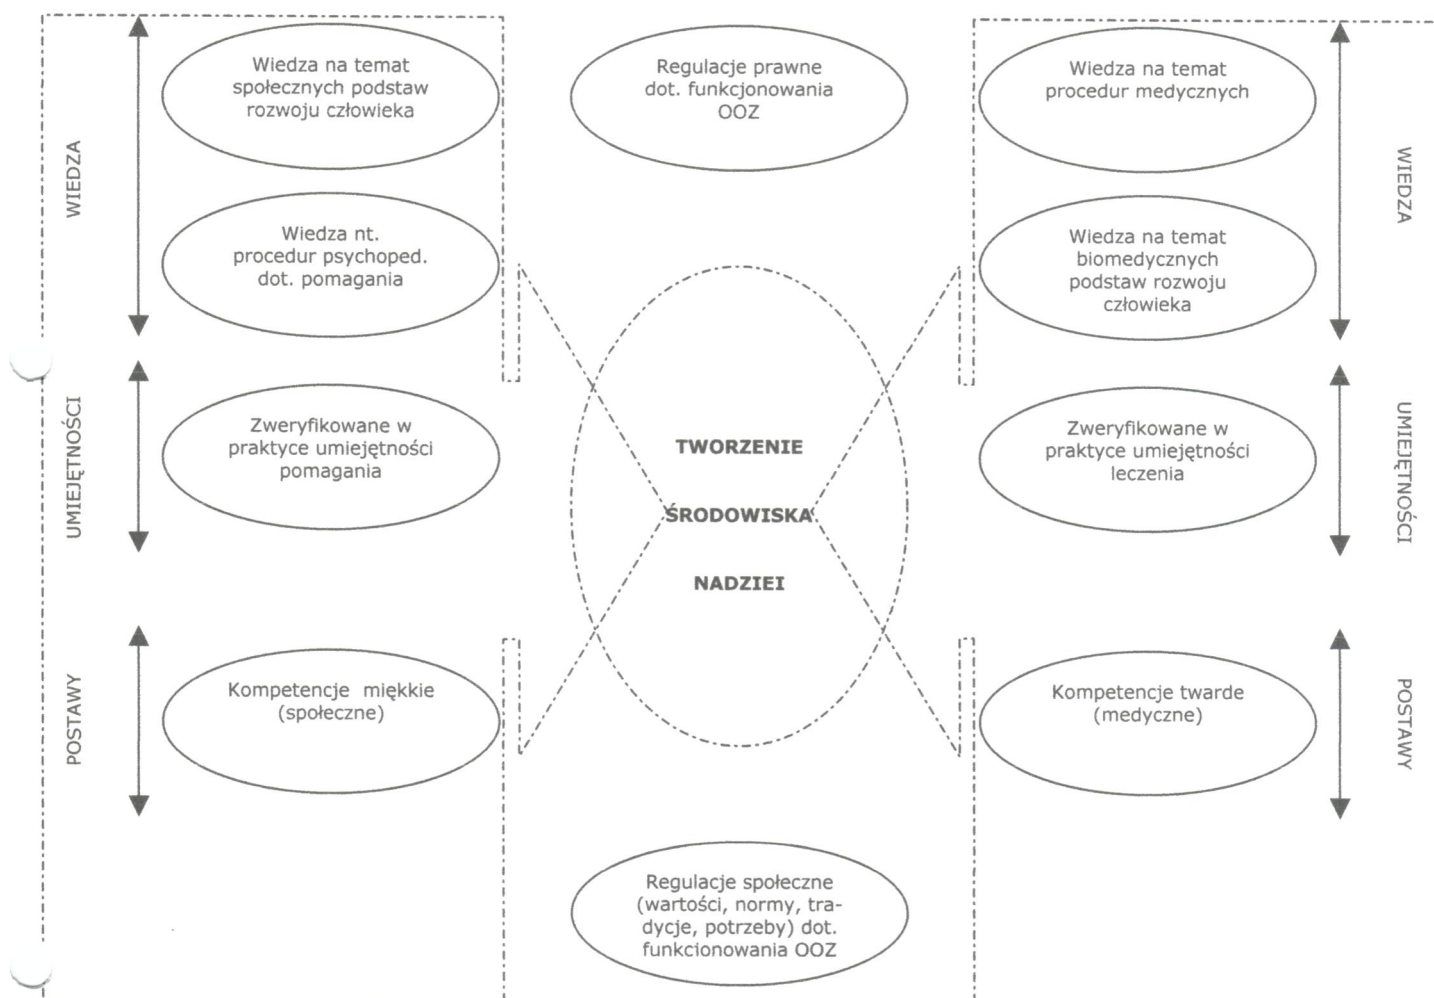 WIEDZA
UMIEJĘTNOŚCI
POSTAWY
Wiedza na temat
społecznych podstaw
rozwoju człowieka
Wiedza nt.
procedur psychoped.
dot. pomagania
Zweryfikowane w
praktyce umiejętności
pomagania
Kompetencje miękkie
(społeczne)
Regulacje prawne
dot. funkcjonowania
OOZ
TWORZENIE
ŚRODOWISKA
NADZIEI
Regulacje społeczne
(wartości, normy, tra-
dycje, potrzeby) dot.
funkcionowania OOZ
Wiedza na temat
procedur medycznych
Wiedza na temat
biomedycznych
podstaw rozwoju
człowieka
Zweryfikowane w
praktyce umiejętności
leczenia
Kompetencje twarde
(medyczne)
WIEDZA
UMIEJĘTNOŚCI
POSTAWY